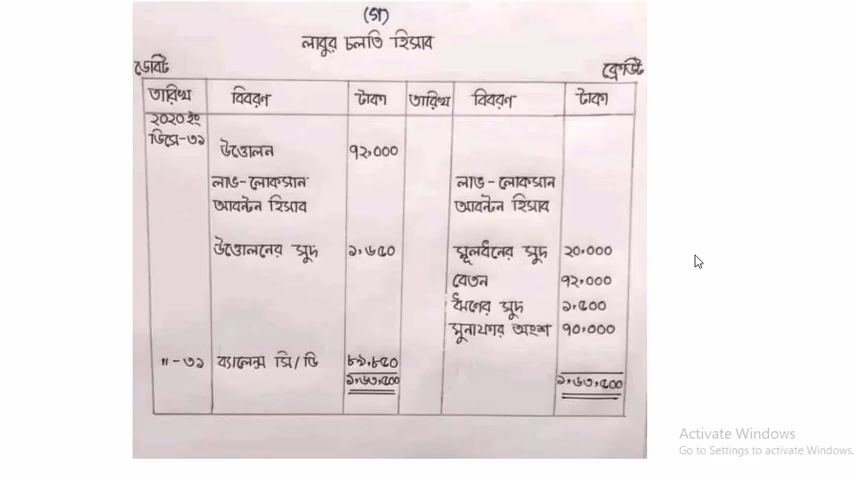 (গ)
লাবুর চলতি হিসাব
ডেবিট ক্রেডিট
তারিখ বিবরণ টাকা তারিখ বিবরণ টাকা
২০২০ ইং
ডিসে-৩১ উত্তোলন ৭২,০০০
লাভ-লোকসান লাভ-লোকসান
আবন্টন হিসাব আবন্টন হিসাব
উত্তোলনের সুদ ১,৬৫০ মূলধনের সুদ ২০,০০০
বেতন ৭২,০০০
ঋণের সুদ ১,৫০০
মুনাফার অংশ ৭০,০০০
"-৩১ ব্যালেন্স সি/ডি ৮৯,৮৫০
১,৬৩,৫০০ ১,৬৩,৫০০
Activate Windows
Go to Settings to activate Windows.